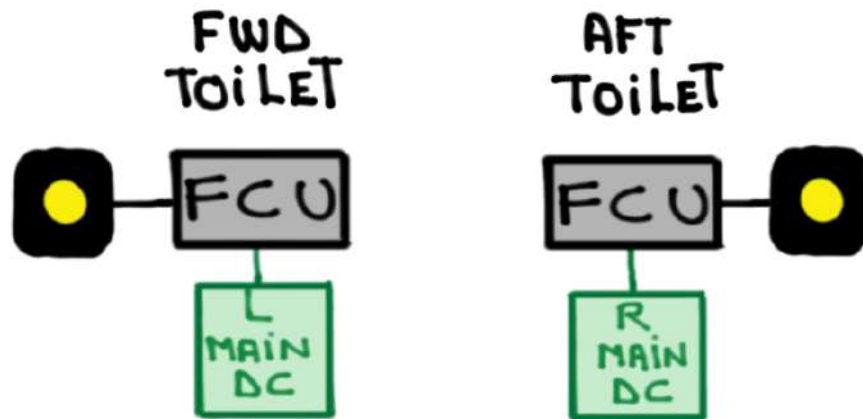 FWD
TOiLET
FCU
L
MAiN
DC
AFT
TOiLET
FCU
R
MAiN
DC